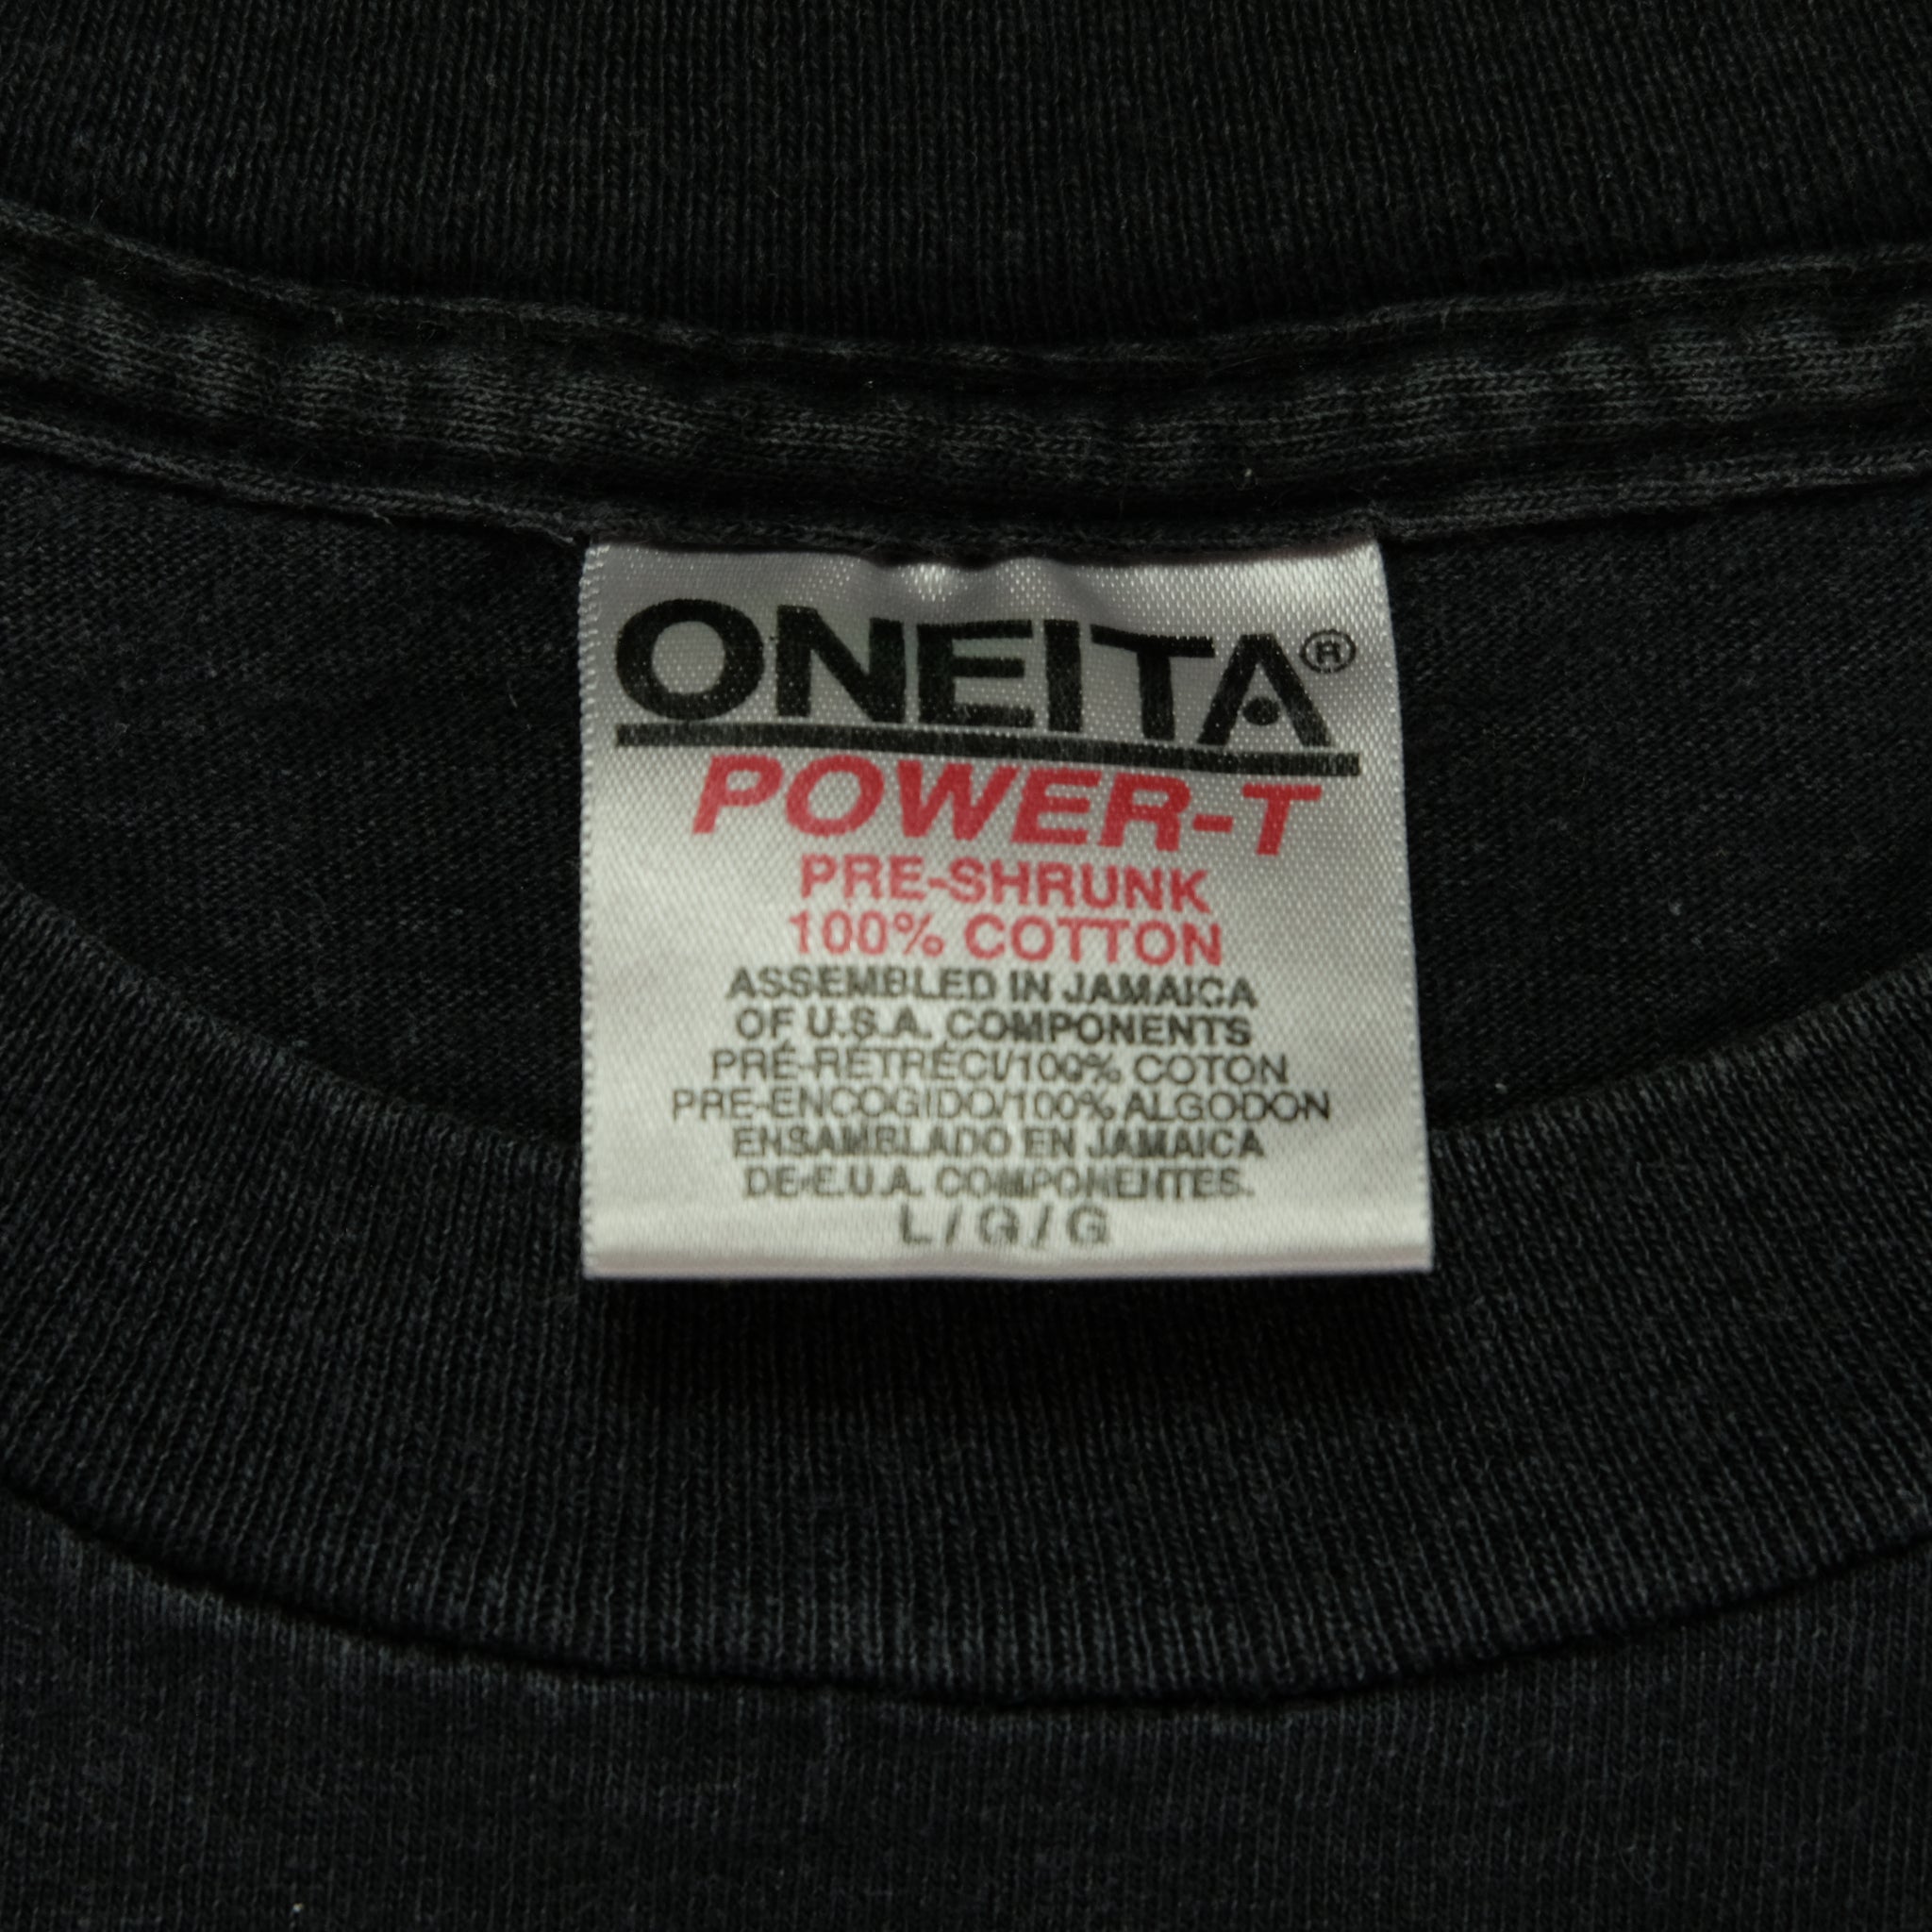 ONEITA®
POWER-T
PRE-SHRUNK
100% COTTON
ASSEMBLED IN JAMAICA
OF U.S.A. COMPONENTS
PRÉ-RÉTRÉCI/100% COTON
PRE-ENCOGIDO/100% ALGODON
ENSAMBLADO EN JAMAICA
DE E.U.A. COMPONENTES.
L / G / G